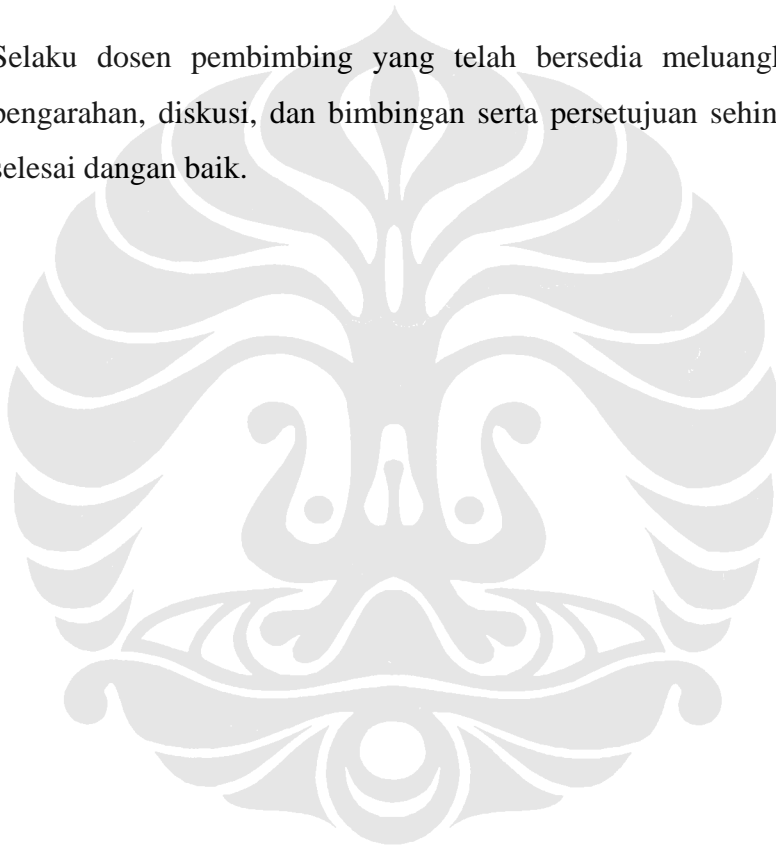 Selaku dosen pembimbing yang telah bersedia
pengarahan, diskusi, dan bimbingan serta persetujuan
selesai dangan baik.